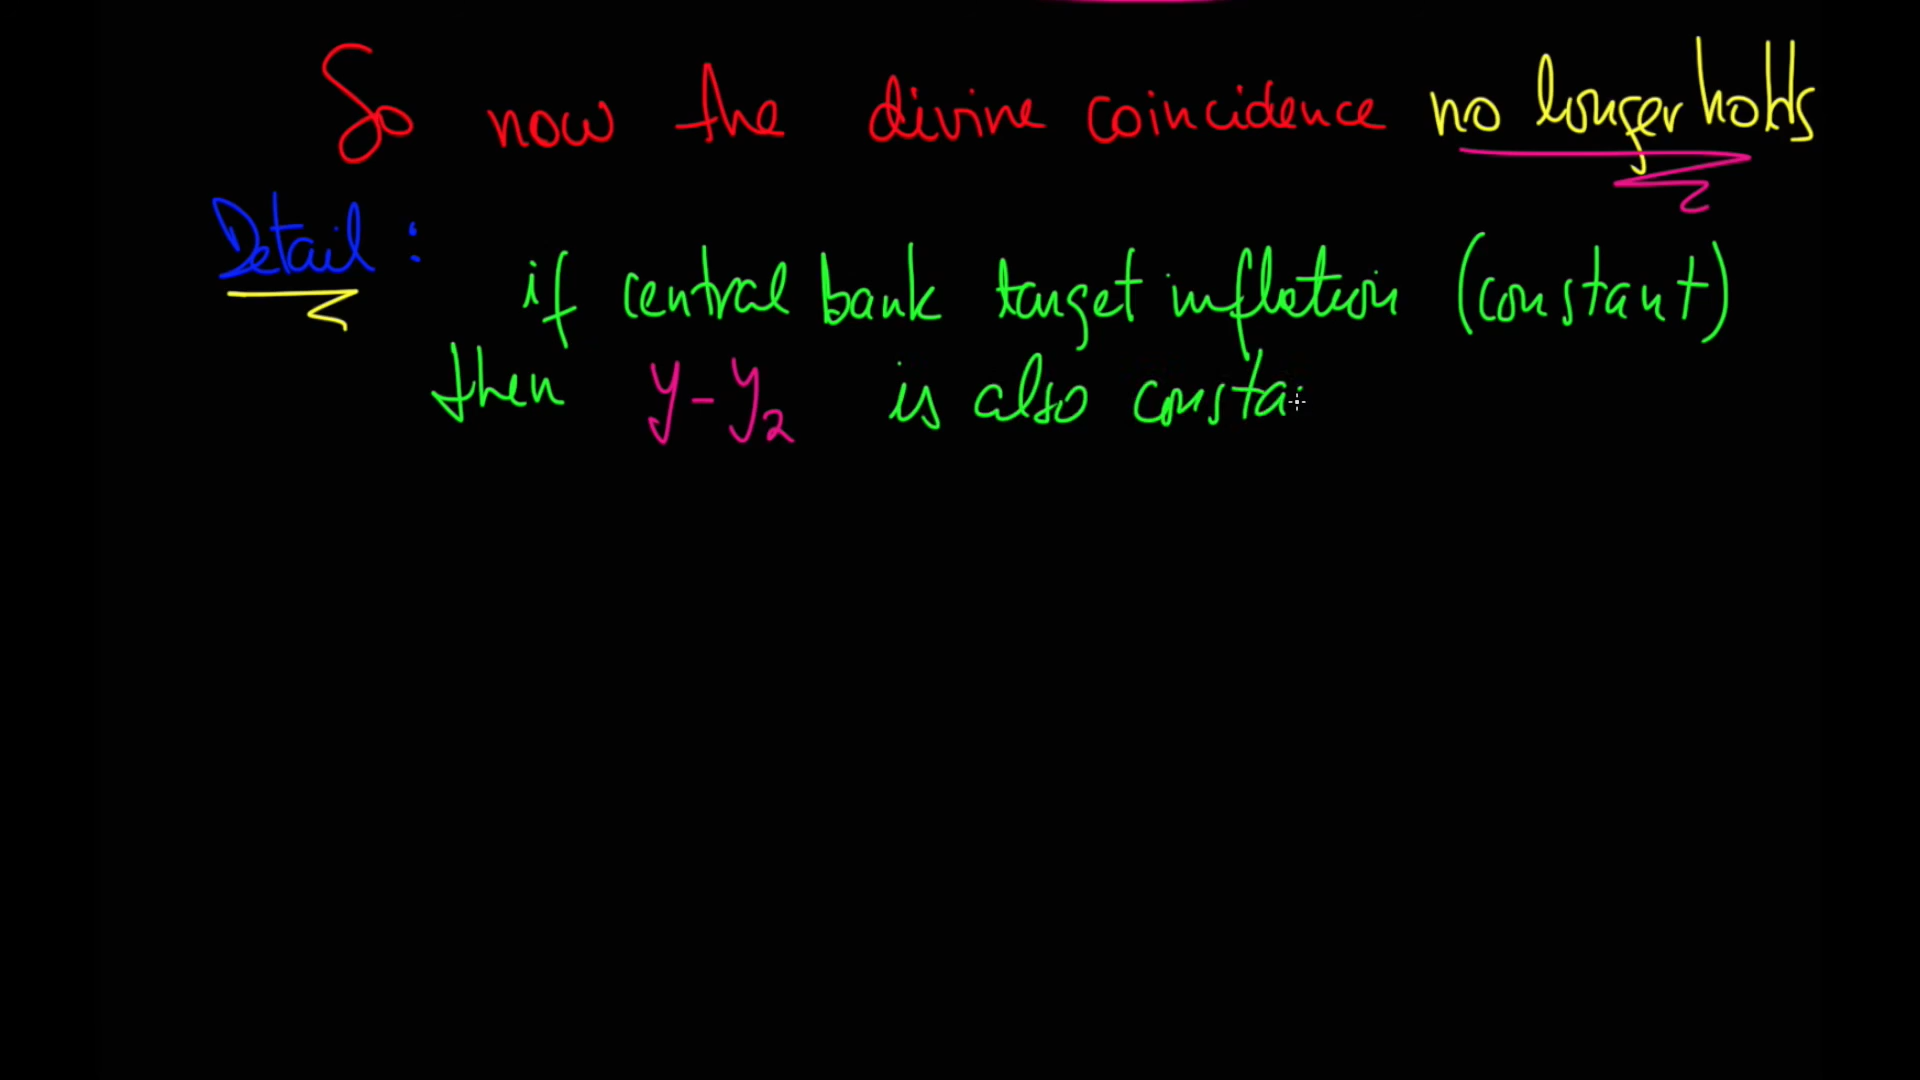 So now the divine coincidence no longer holds
Detail :
if central bank target inflation (constant)
then y - y₂ is also consta